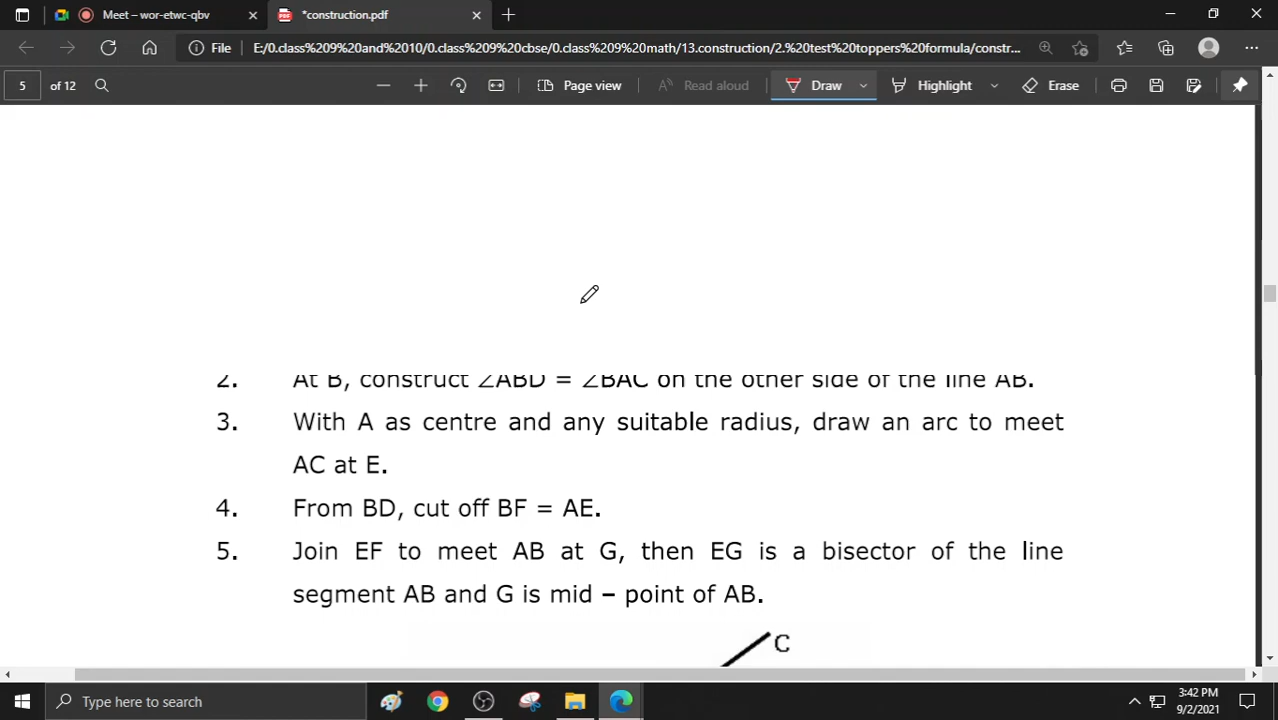 Meet – wor-etwc-qbv
*construction.pdf
File
E:/0.class%209%20and%2010/0.class%209%20cbse/0.class%209%20math/13.construction/2.%20test%20toppers%20formula/constr...
5 of 12
Page view
Read aloud
Draw
Highlight
Erase
2. At B, construct ∠ABD = ∠BAC on the other side of the line AB.
3. With A as centre and any suitable radius, draw an arc to meet
AC at E.
4. From BD, cut off BF = AE.
5. Join EF to meet AB at G, then EG is a bisector of the line
segment AB and G is mid – point of AB.
C
Type here to search
3:42 PM
9/2/2021